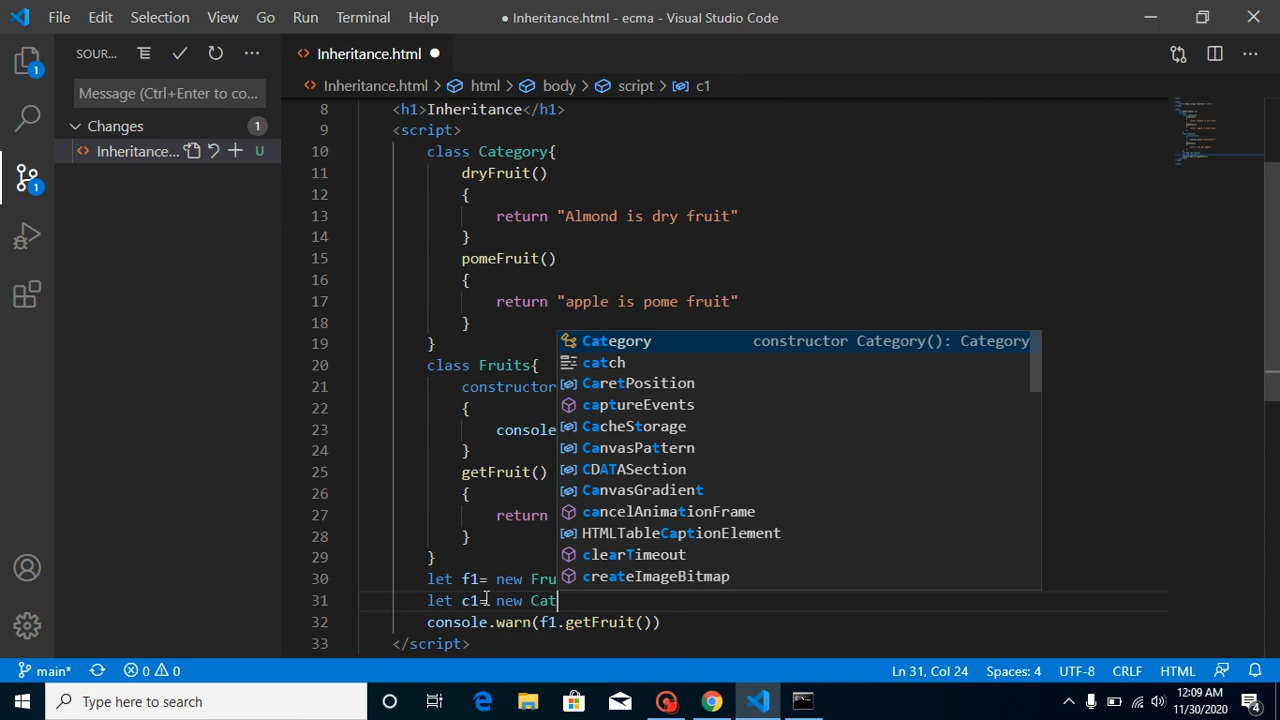 File Edit Selection View Go Run Terminal Help
● Inheritance.html - ecma - Visual Studio Code
SOUR... ···
Message (Ctrl+Enter to co...
Changes 1
Inheritance... U
1
1
Inheritance.html ●
Inheritance.html > html > body > script > c1
8 <h1>Inheritance</h1>
9 <script>
10 class Category{
11 dryFruit()
12 {
13 return "Almond is dry fruit"
14 }
15 pomeFruit()
16 {
17 return "apple is pome fruit"
18 }
19 }
20 class Fruits{
21 constructor
22 {
23 console
24 }
25 getFruit()
26 {
27 return
28 }
29 }
30 let f1= new Fru
31 let c1= new Cat
32 console.warn(f1.getFruit())
33 </script>
Category constructor Category(): Category
catch
CaretPosition
captureEvents
CacheStorage
CanvasPattern
CDATASection
CanvasGradient
cancelAnimationFrame
HTMLTableCaptionElement
clearTimeout
createImageBitmap
main* 0 0 Ln 31, Col 24 Spaces: 4 UTF-8 CRLF HTML
Type here to search
12:09 AM
11/30/2020
4